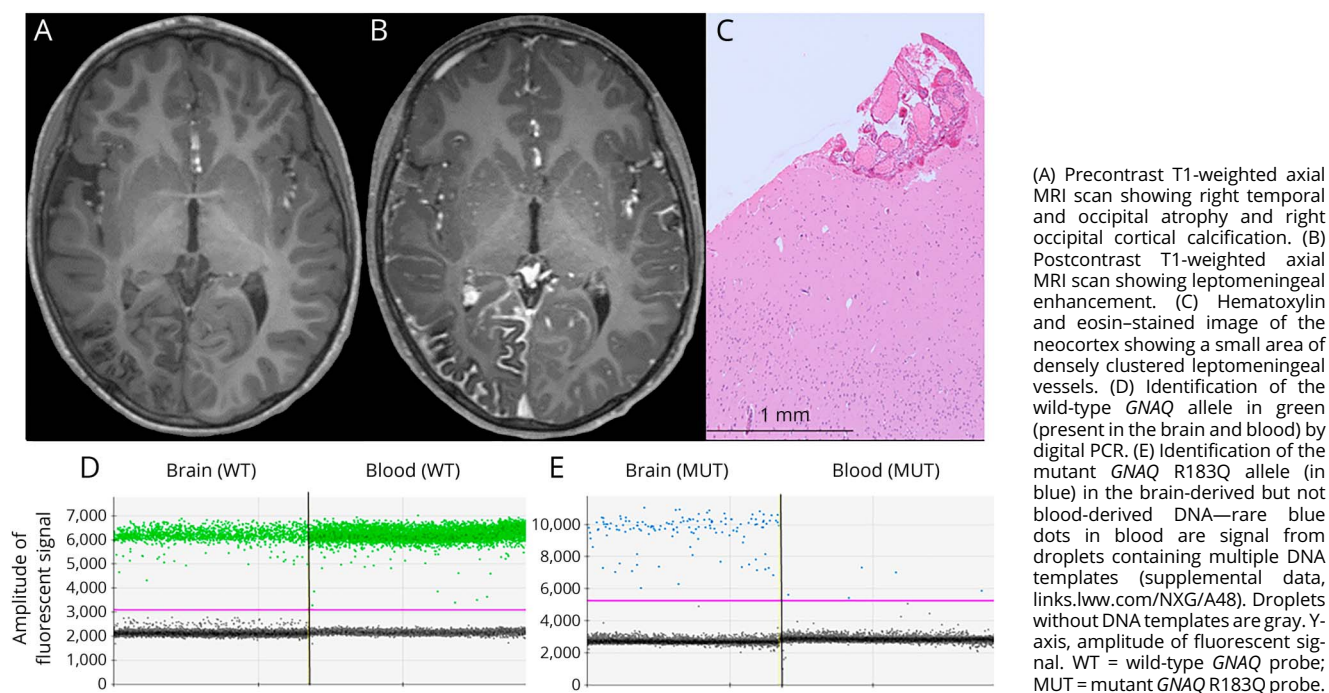 A
B
C
1 mm
(A) Precontrast T1-weighted axial
MRI scan showing right temporal
and occipital atrophy and right
occipital cortical calcification. (B)
Postcontrast T1-weighted axial
MRI scan showing leptomeningeal
enhancement. (C) Hematoxylin
and eosin–stained image of the
neocortex showing a small area of
densely clustered leptomeningeal
vessels. (D) Identification of the
wild-type GNAQ allele in green
(present in the brain and blood) by
digital PCR. (E) Identification of the
mutant GNAQ R183Q allele (in
blue) in the brain-derived but not
blood-derived DNA—rare blue
dots in blood are signal from
droplets containing multiple DNA
templates (supplemental data,
links.lww.com/NXG/A48). Droplets
without DNA templates are gray. Y-
axis, amplitude of fluorescent sig-
nal. WT = wild-type GNAQ probe;
MUT = mutant GNAQ R183Q probe.
D
Brain (WT)
Blood (WT)
Amplitude of
fluorescent signal
7,000
6,000
5,000
4,000
3,000
2,000
1,000
0
E
Brain (MUT)
Blood (MUT)
10,000
8,000
6,000
4,000
2,000
0